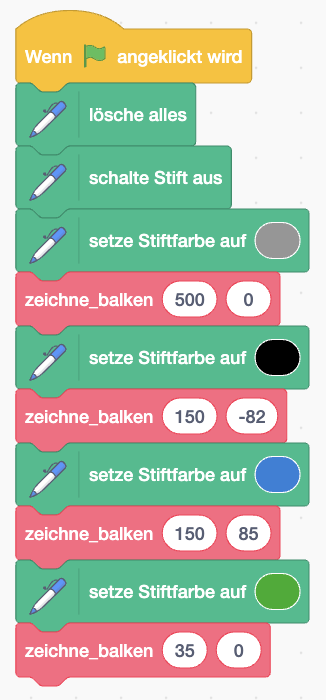 Wenn angeklickt wird
lösche alles
schalte Stift aus
setze Stiftfarbe auf
zeichne_balken 500 0
setze Stiftfarbe auf
zeichne_balken 150 -82
setze Stiftfarbe auf
zeichne_balken 150 85
setze Stiftfarbe auf
zeichne_balken 35 0